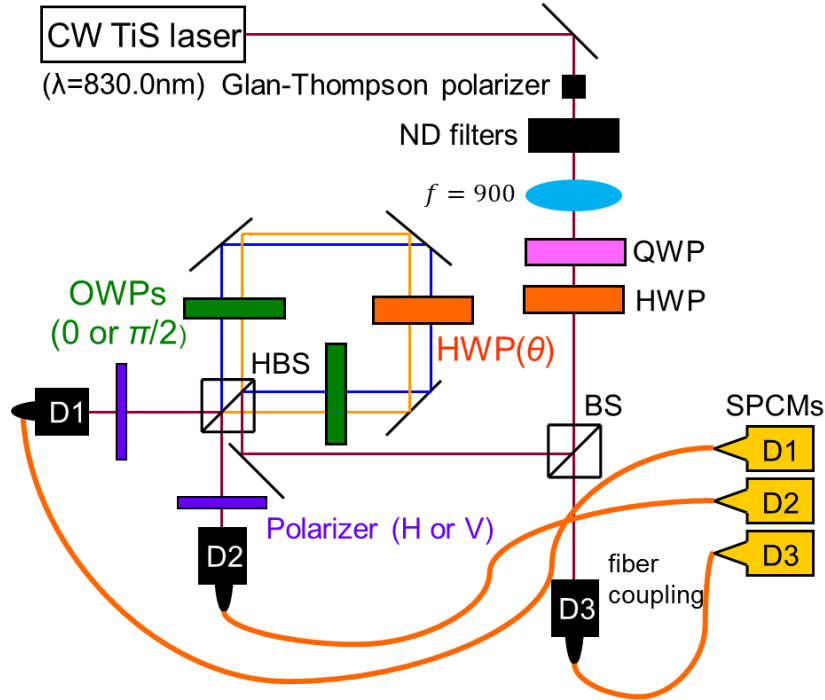 CW TiS laser
(λ=830.0nm) Glan-Thompson polarizer
ND filters
f = 900
QWP
HWP
OWPs
(0 or π/2)
HWP(θ)
HBS
BS
SPCMs
D1
D1
D2
D3
Polarizer (H or V)
D2
fiber
coupling
D3